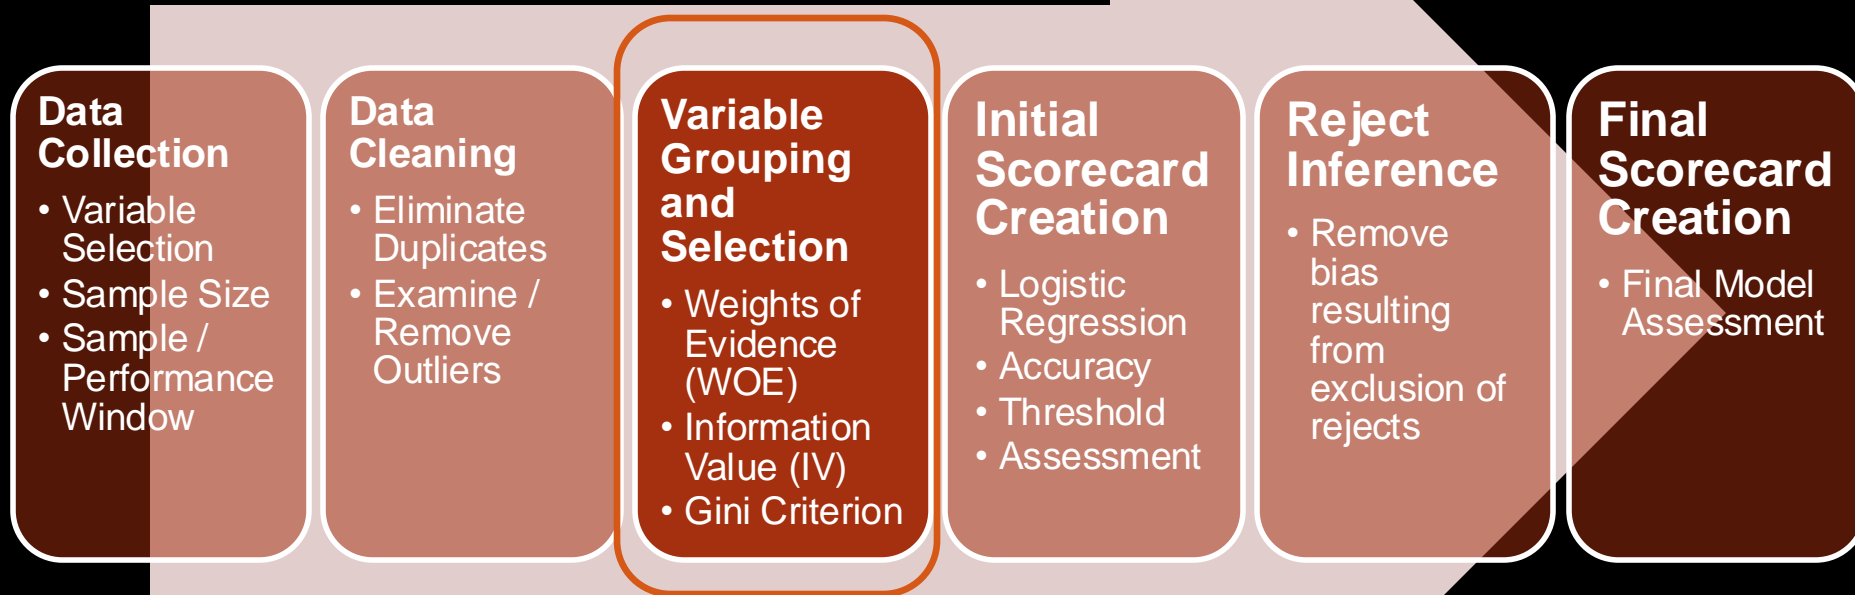 Data
Collection
• Variable
Selection
• Sample Size
• Sample /
Performance
Window
Data
Cleaning
• Eliminate
Duplicates
• Examine /
Remove
Outliers
Variable
Grouping
and
Selection
• Weights of
Evidence
(WOE)
• Information
Value (IV)
• Gini Criterion
Initial
Scorecard
Creation
• Logistic
Regression
• Accuracy
• Threshold
• Assessment
Reject
Inference
• Remove
bias
resulting
from
exclusion of
rejects
Final
Scorecard
Creation
• Final Model
Assessment